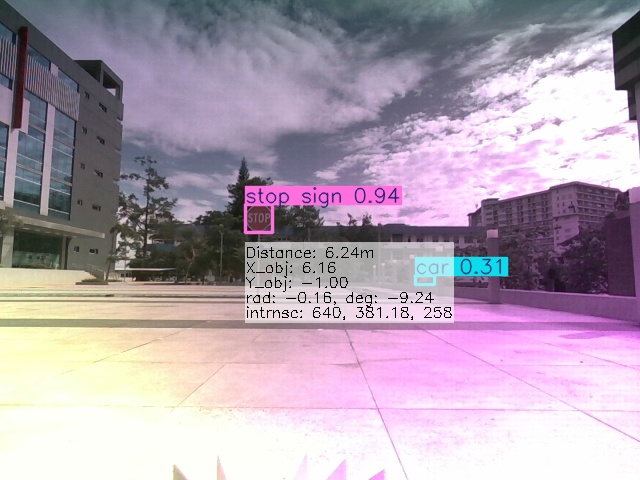 stop sign 0.94
STOP
Distance: 6.24m
X_obj: 6.16
car 0.31
Y_obj: −1.00
rad: −0.16, deg: −9.24
intrnsc: 640, 381.18, 258